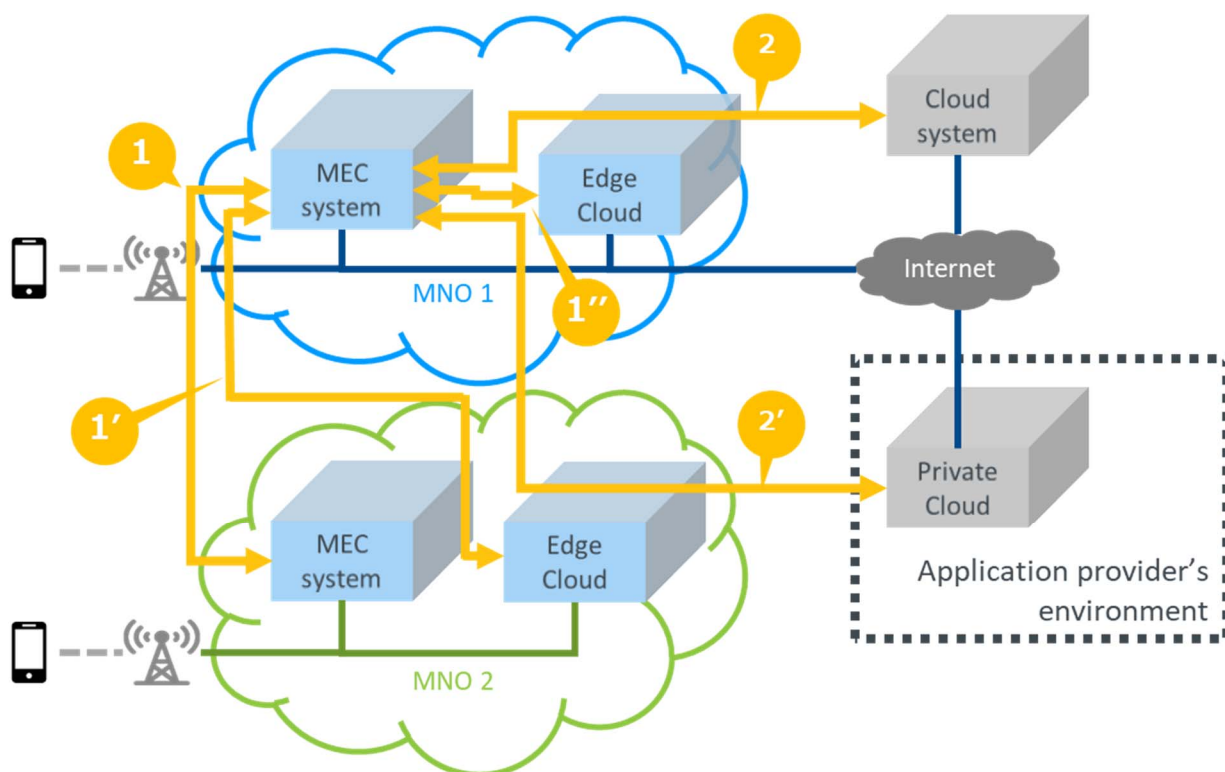 2
Cloud
system
1
MEC
system
Edge
Cloud
Internet
MNO 1
1′′
1′
2′
Private
Cloud
MEC
system
Edge
Cloud
Application provider’s
environment
MNO 2